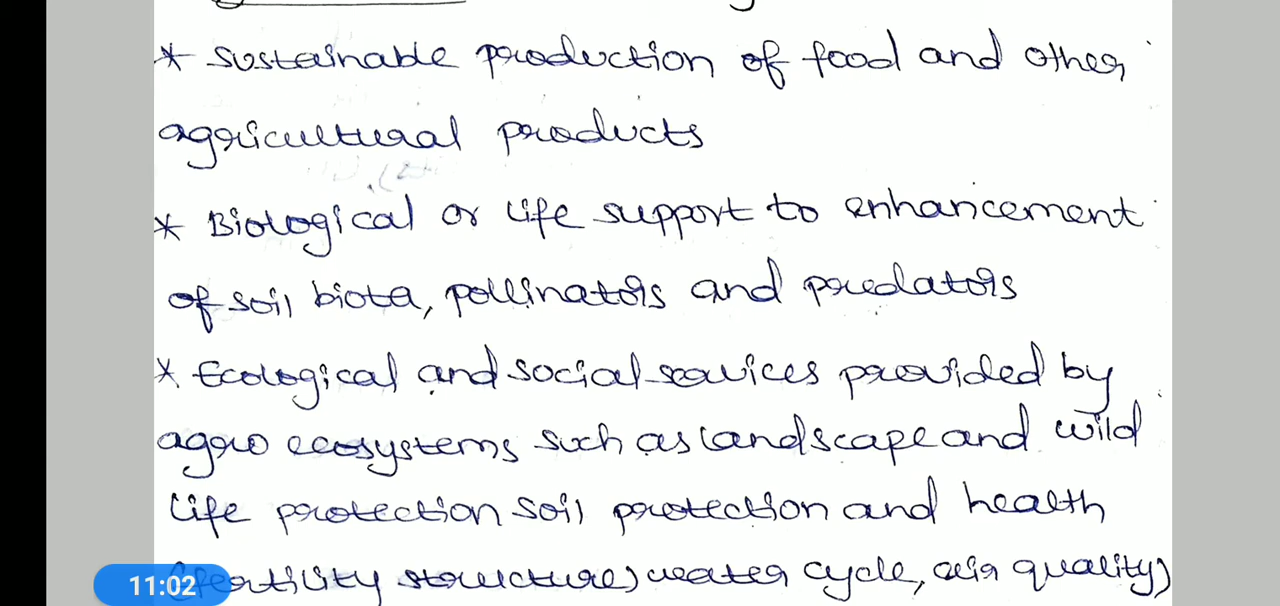 * Sustainable production of food and other
agricultural products
* Biological or life support to enhancement
of soil biota, pollinators and predators
* Ecological and social services provided by
agro ecosystems such as landscape and wild
life protection soil protection and health
(fertility structure) water cycle, air quality)
11:02